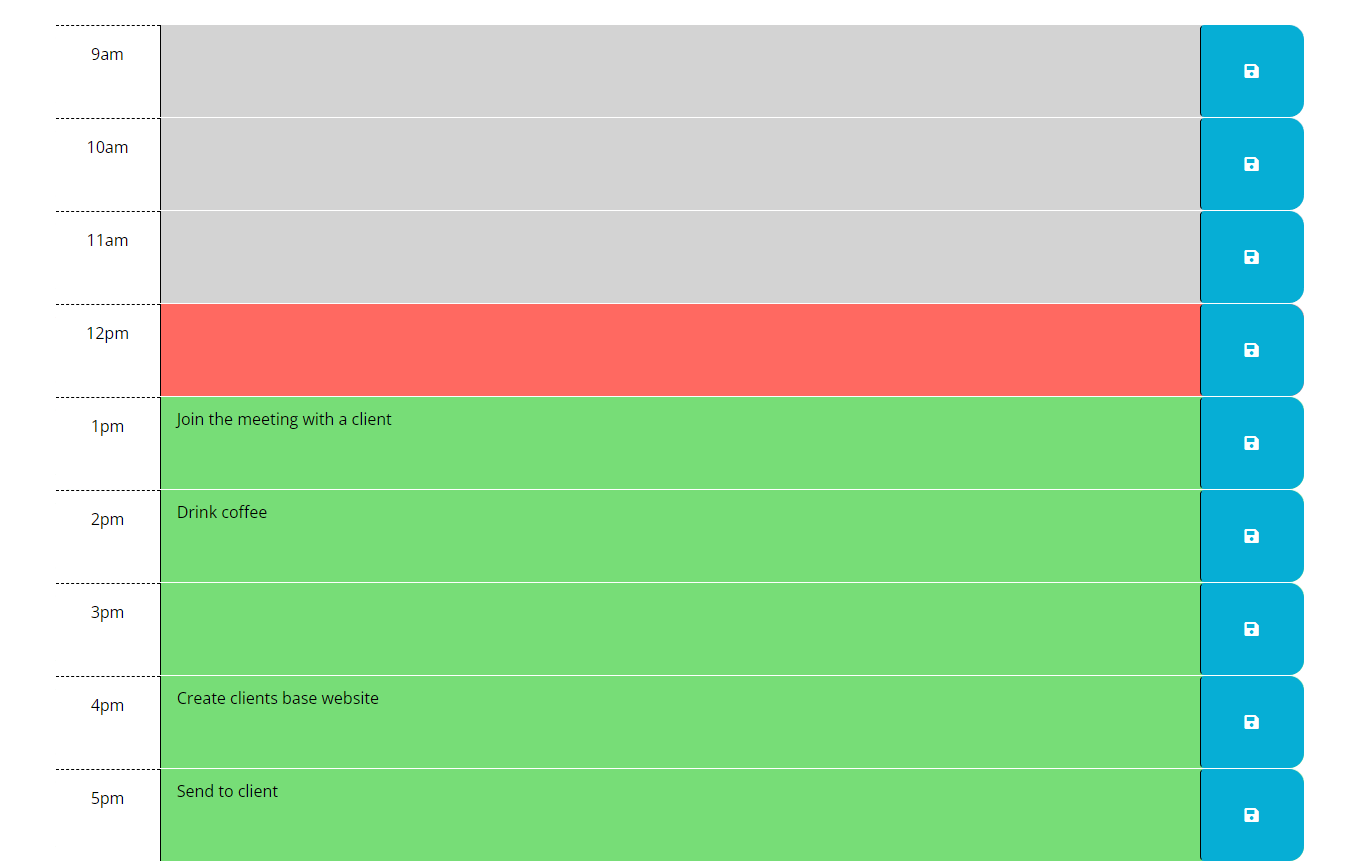 9am
10am
11am
12pm
1pm Join the meeting with a client
2pm Drink coffee
3pm
4pm Create clients base website
5pm Send to client